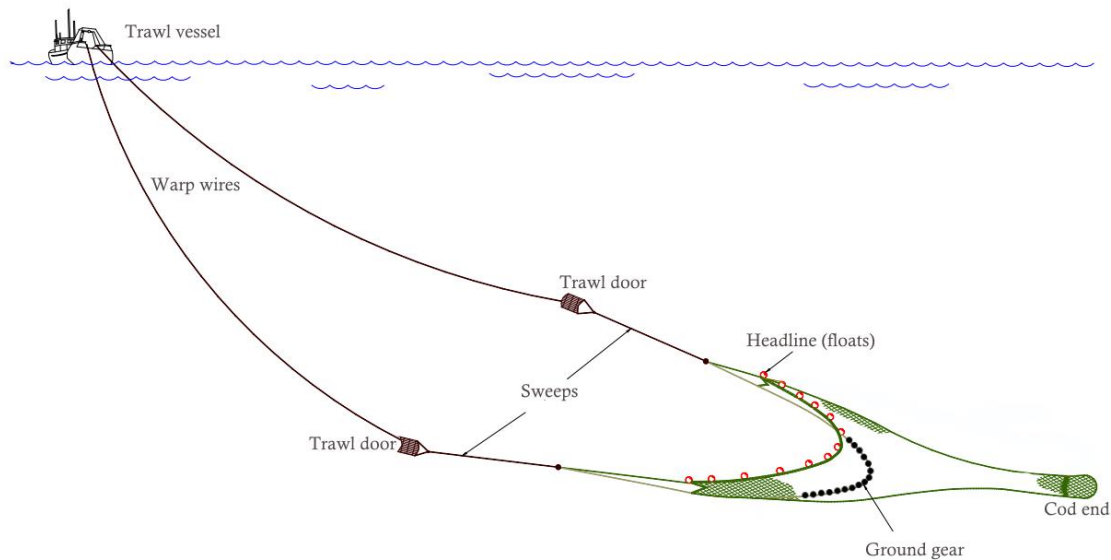 Trawl vessel
Warp wires
Trawl door
Headline (floats)
Sweeps
Trawl door
Cod end
Ground gear